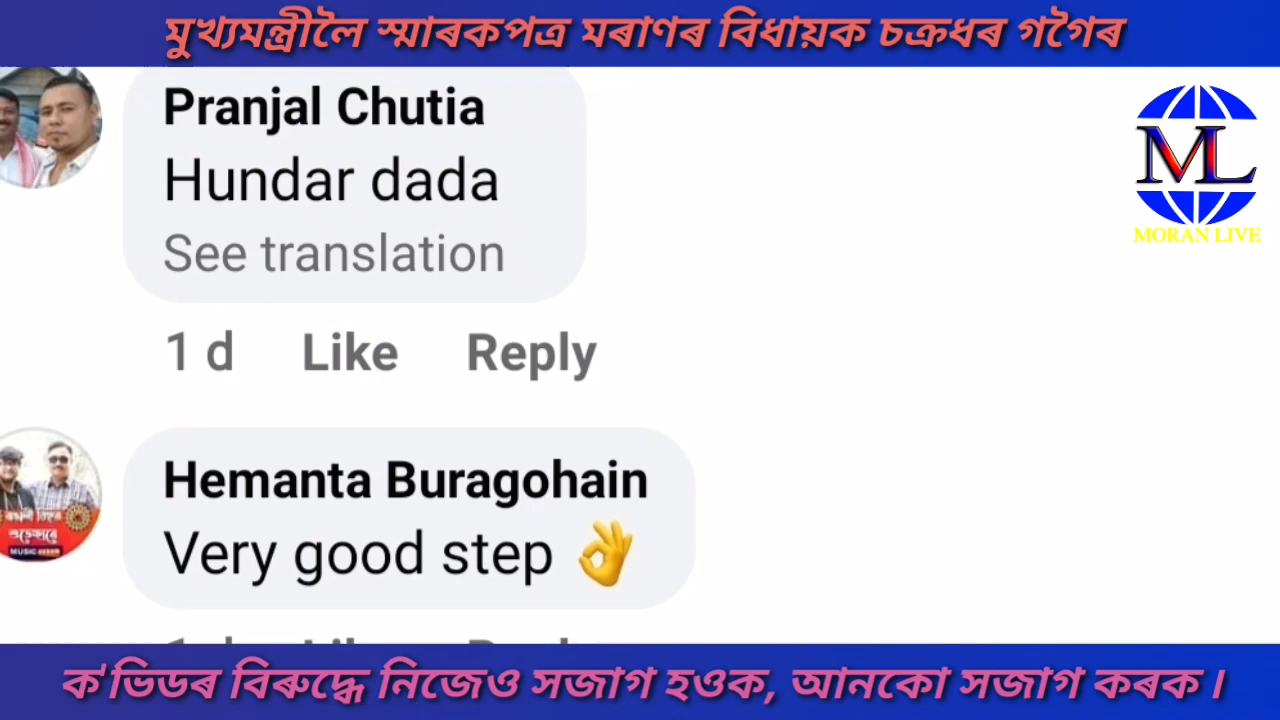 মুখ্যমন্ত্ৰীলৈ স্মাৰকপত্ৰ মৰাণৰ বিধায়ক চক্ৰধৰ গগৈৰ
Pranjal Chutia
Hundar dada
See translation
1 d Like Reply
ML
MORAN LIVE
Hemanta Buragohain
Very good step 👌
ক'ভিডৰ বিৰুদ্ধে নিজেও সজাগ হওক, আনকো সজাগ কৰক ।